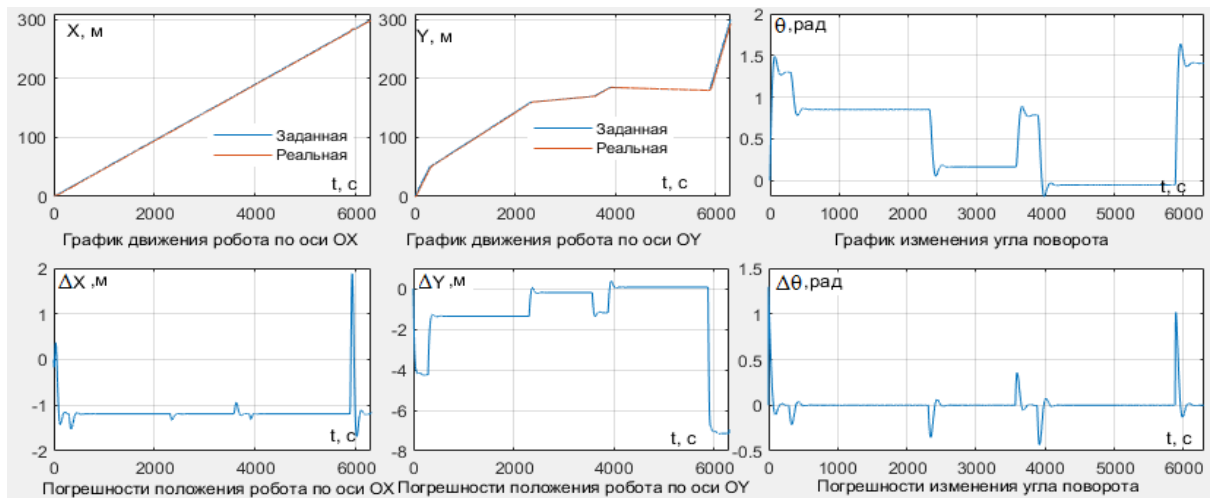 X, м
300
200
100
0
Заданная
Реальная
t, с
0 2000 4000 6000
График движения робота по оси OX
Y, м
300
200
100
0
Заданная
Реальная
t, с
0 2000 4000 6000
График движения робота по оси OY
θ,рад
2
1.5
1
0.5
0
t, с
0 1000 2000 3000 4000 5000 6000
График изменения угла поворота
ΔX ,м
2
1
0
-1
-2
t, с
0 2000 4000 6000
Погрешности положения робота по оси OX
ΔY ,м
0
-2
-4
-6
-8
t, с
0 2000 4000 6000
Погрешности положения робота по оси OY
Δθ,рад
1.5
1
0.5
0
-0.5
t, с
0 1000 2000 3000 4000 5000 6000
Погрешности изменения угла поворота